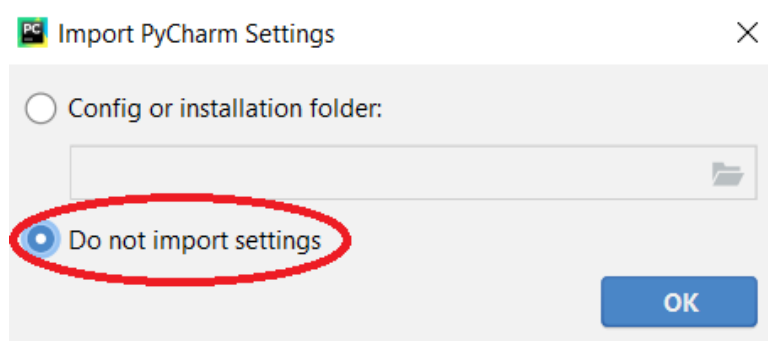 PC
Import PyCharm Settings
Config or installation folder:
Do not import settings
OK